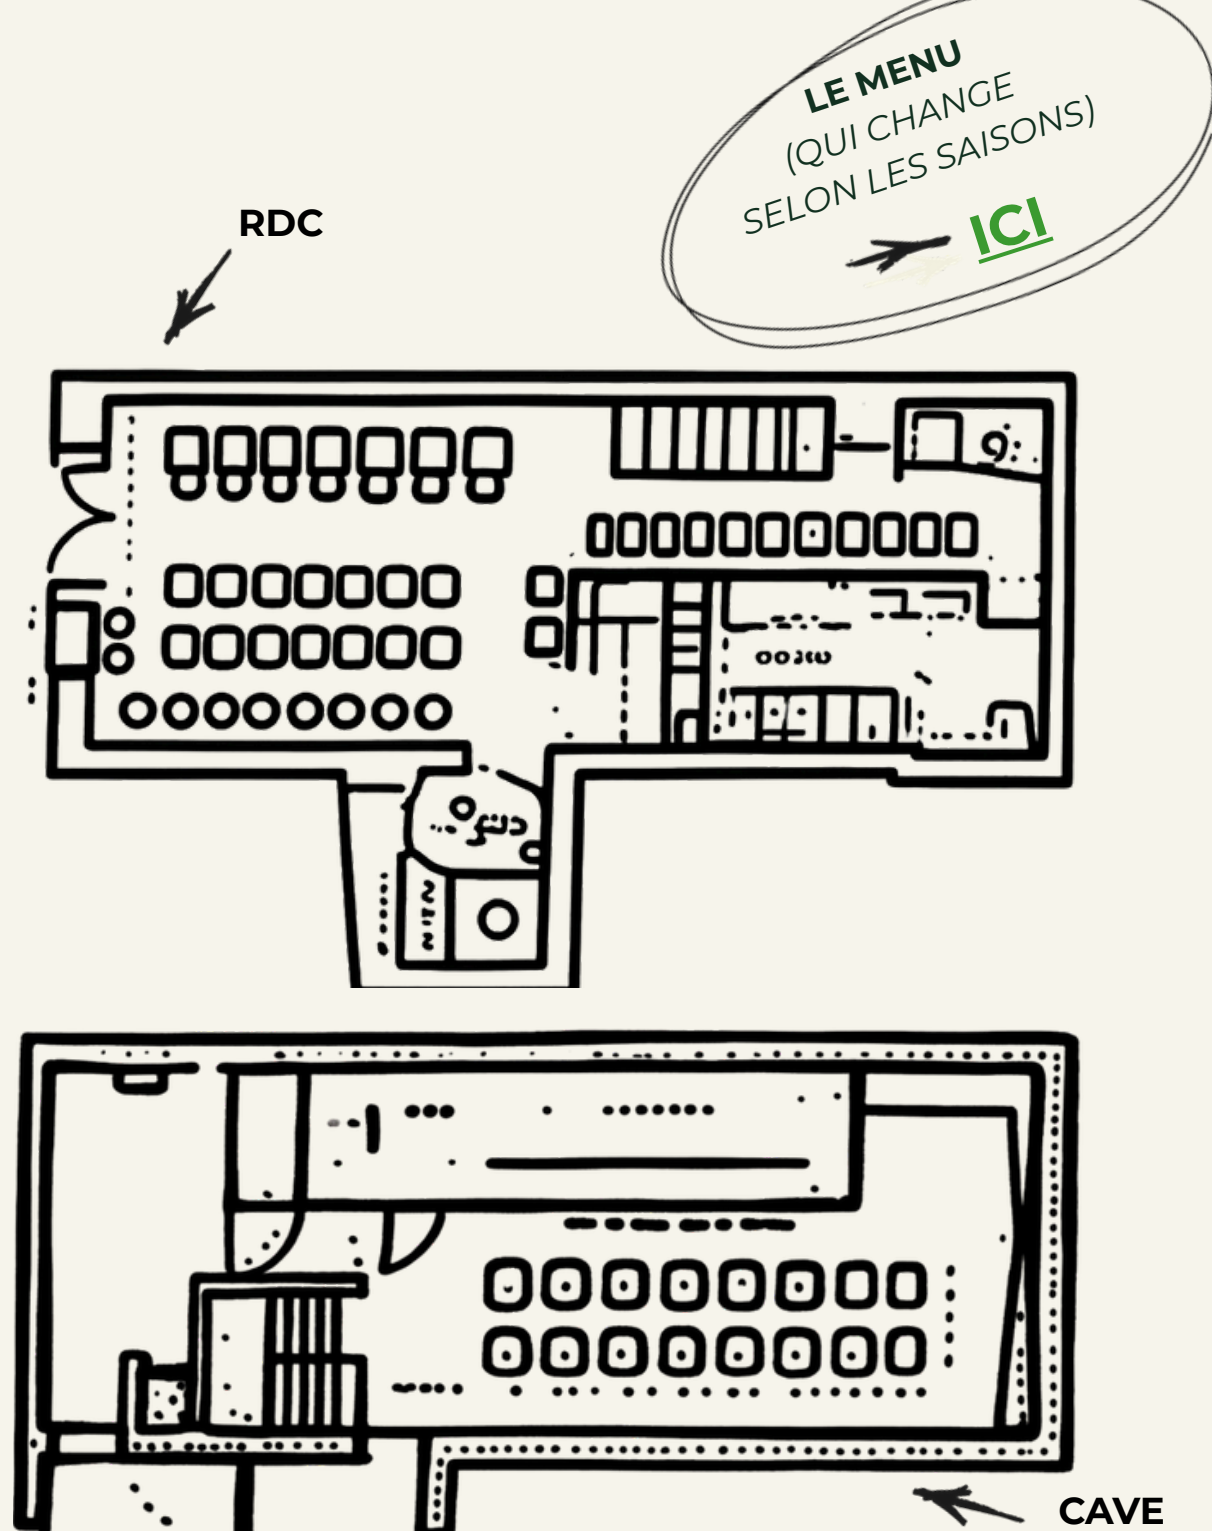 LE MENU
(QUI CHANGE
SELON LES SAISONS)
ICI
RDC
CAVE